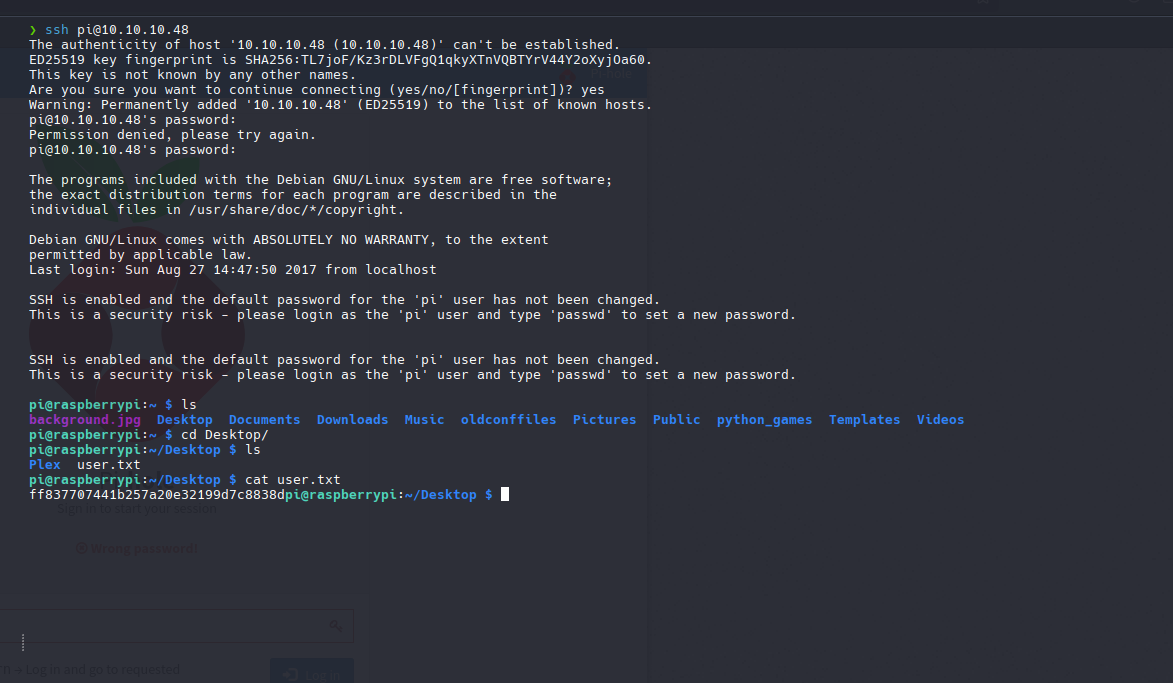 ❯ ssh pi@10.10.10.48
The authenticity of host '10.10.10.48 (10.10.10.48)' can't be established.
ED25519 key fingerprint is SHA256:TL7joF/Kz3rDLVFgQ1qkyXTnVQBTYrV44Y2oXyjOa60.
This key is not known by any other names.
Are you sure you want to continue connecting (yes/no/[fingerprint])? yes
Warning: Permanently added '10.10.10.48' (ED25519) to the list of known hosts.
pi@10.10.10.48's password:
Permission denied, please try again.
pi@10.10.10.48's password:
The programs included with the Debian GNU/Linux system are free software;
the exact distribution terms for each program are described in the
individual files in /usr/share/doc/*/copyright.
Debian GNU/Linux comes with ABSOLUTELY NO WARRANTY, to the extent
permitted by applicable law.
Last login: Sun Aug 27 14:47:50 2017 from localhost
SSH is enabled and the default password for the 'pi' user has not been changed.
This is a security risk - please login as the 'pi' user and type 'passwd' to set a new password.
SSH is enabled and the default password for the 'pi' user has not been changed.
This is a security risk - please login as the 'pi' user and type 'passwd' to set a new password.
pi@raspberrypi:~ $ ls
background.jpg Desktop Documents Downloads Music oldconffiles Pictures Public python_games Templates Videos
pi@raspberrypi:~ $ cd Desktop/
pi@raspberrypi:~/Desktop $ ls
Plex user.txt
pi@raspberrypi:~/Desktop $ cat user.txt
ff837707441b257a20e32199d7c8838dpi@raspberrypi:~/Desktop $
Sign in to start your session
Wrong password!
+ Log in and go to requested
Log in